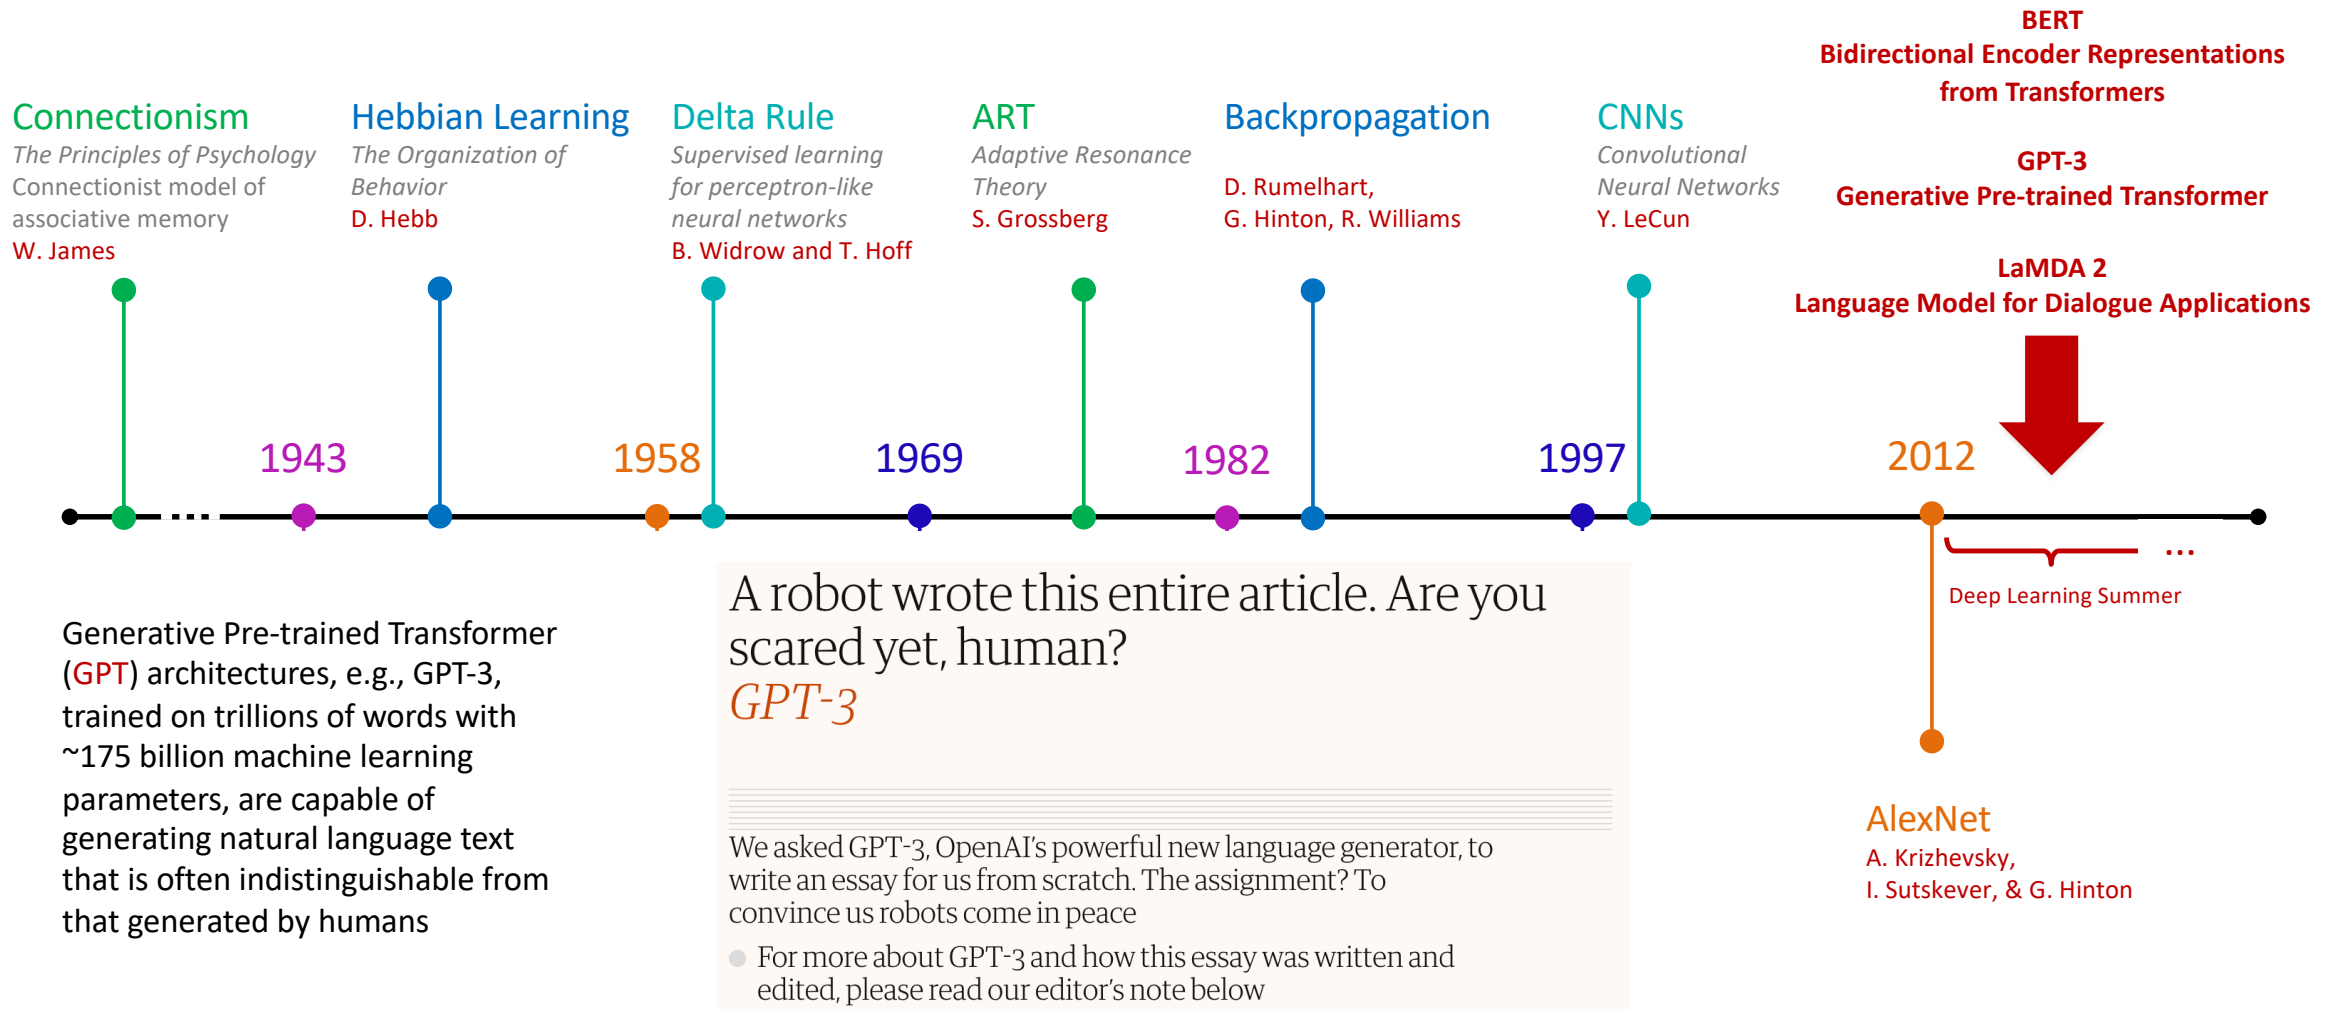 BERT
Bidirectional Encoder Representations
from Transformers
GPT-3
Generative Pre-trained Transformer
LaMDA 2
Language Model for Dialogue Applications
Connectionism
The Principles of Psychology
Connectionist model of
associative memory
W. James
Hebbian Learning
The Organization of
Behavior
D. Hebb
Delta Rule
Supervised learning
for perceptron-like
neural networks
B. Widrow and T. Hoff
ART
Adaptive Resonance
Theory
S. Grossberg
Backpropagation
D. Rumelhart,
G. Hinton, R. Williams
CNNs
Convolutional
Neural Networks
Y. LeCun
1943
1958
1969
1982
1997
2012
...
Deep Learning Summer
Generative Pre-trained Transformer
(GPT) architectures, e.g., GPT-3,
trained on trillions of words with
~175 billion machine learning
parameters, are capable of
generating natural language text
that is often indistinguishable from
that generated by humans
A robot wrote this entire article. Are you
scared yet, human?
GPT-3
We asked GPT-3, OpenAI's powerful new language generator, to
write an essay for us from scratch. The assignment? To
convince us robots come in peace
For more about GPT-3 and how this essay was written and
edited, please read our editor's note below
AlexNet
A. Krizhevsky,
I. Sutskever, & G. Hinton